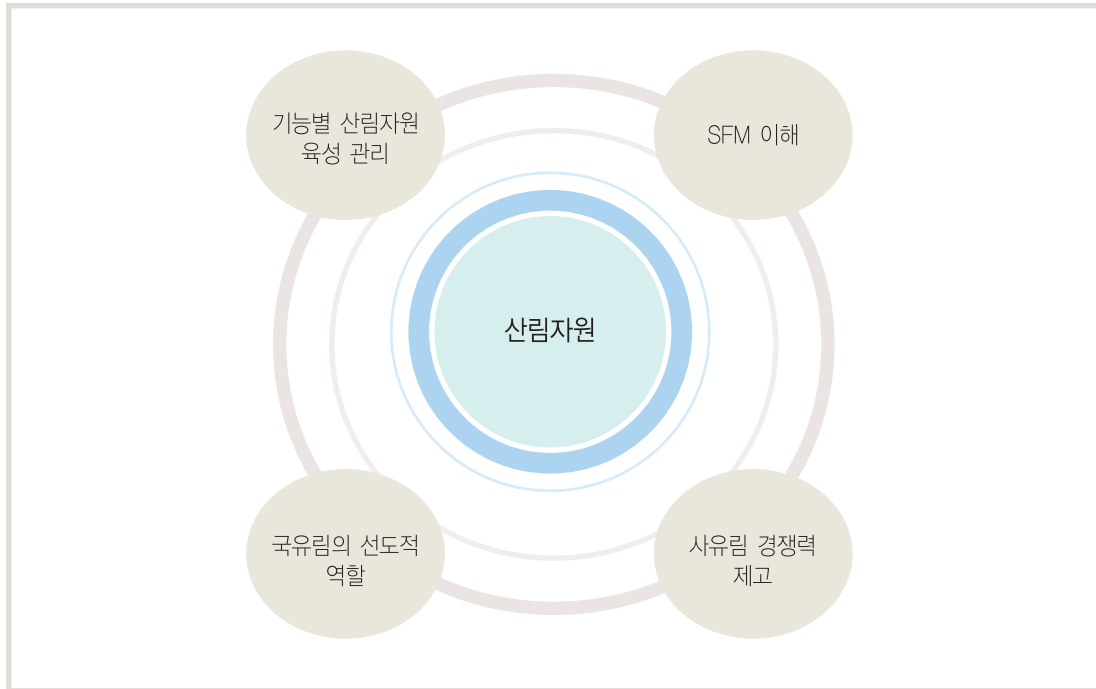 기능별 산림자원
육성 관리
SFM 이해
산림자원
국유림의 선도적
역할
사유림 경쟁력
제고